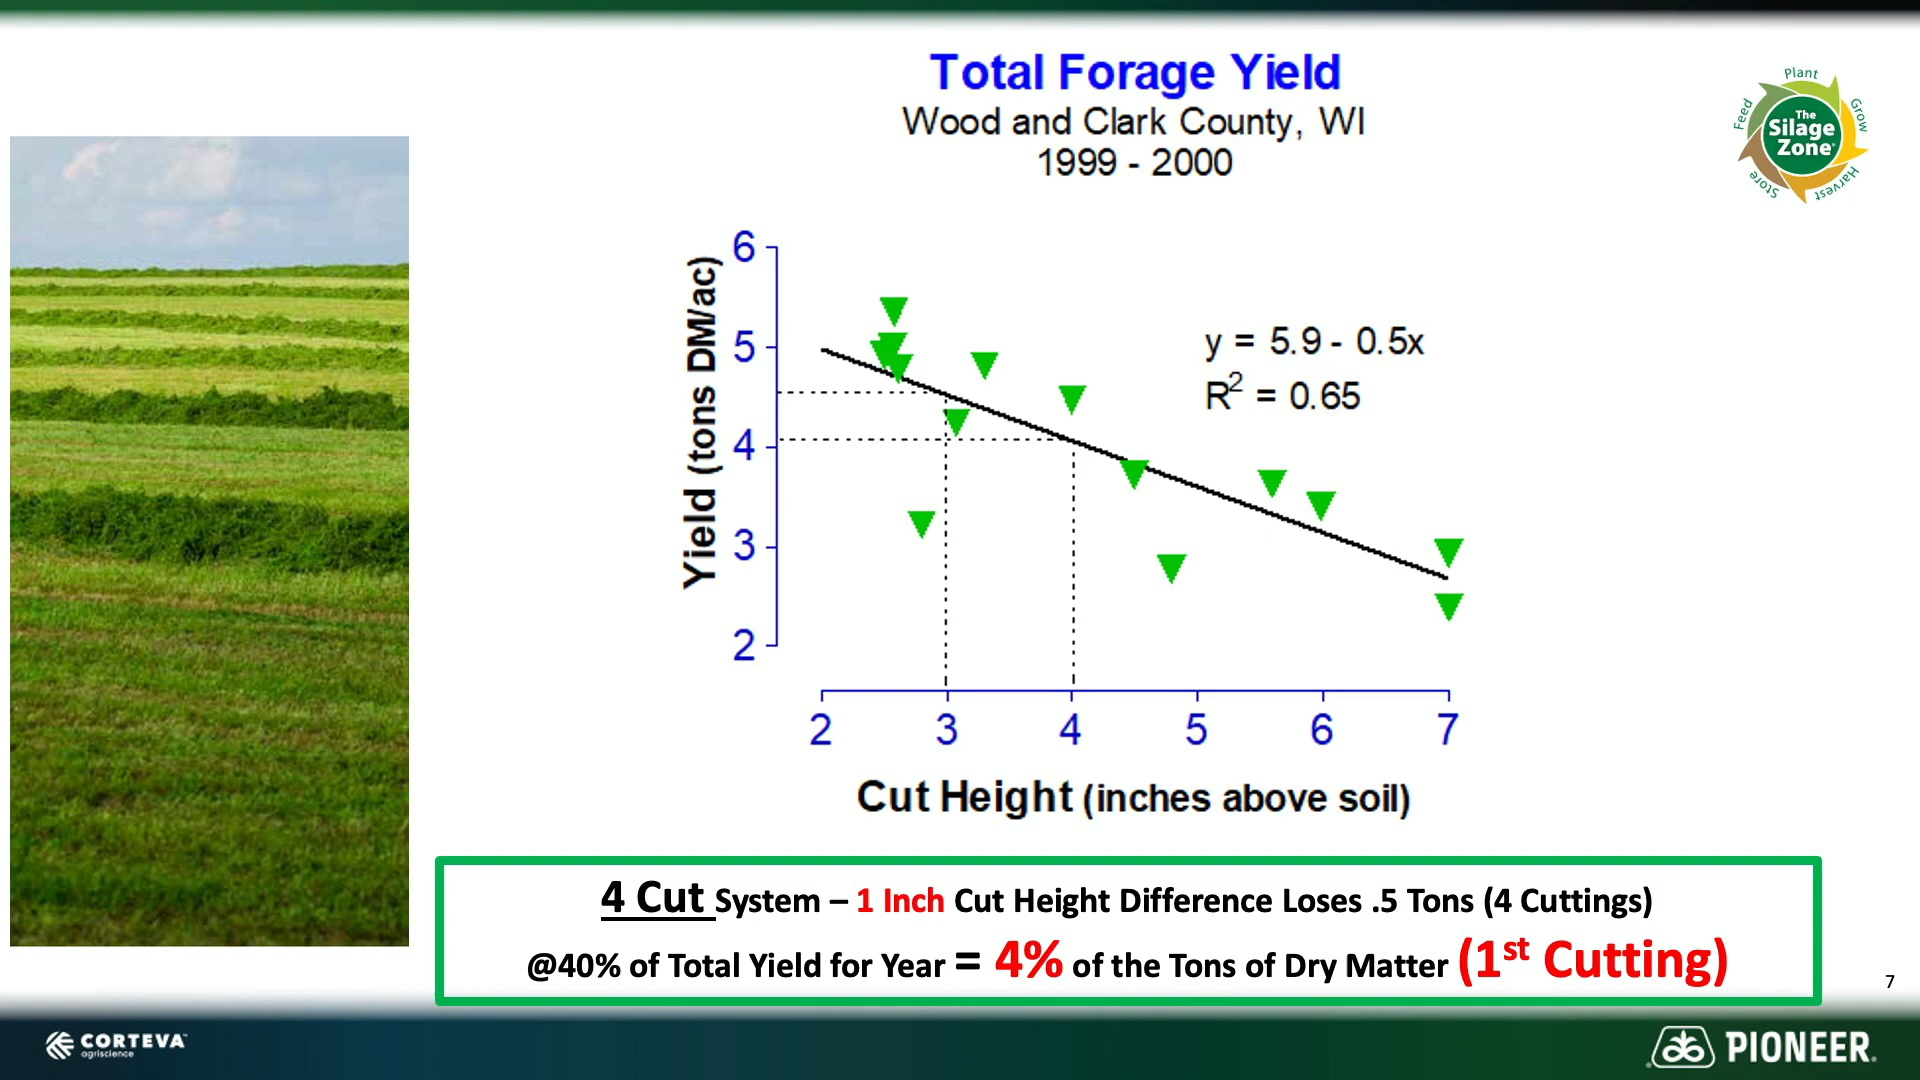 Total Forage Yield
Wood and Clark County, WI
1999 - 2000
Plant
Grow
Harvest
Store
Feed
The
Silage
Zone®
Yield (tons DM/ac)
6
5
4
3
2
y = 5.9 - 0.5x
R² = 0.65
2 3 4 5 6 7
Cut Height (inches above soil)
4 Cut System – 1 Inch Cut Height Difference Loses .5 Tons (4 Cuttings)
@40% of Total Yield for Year = 4% of the Tons of Dry Matter (1st Cutting)
7
CORTEVA™
agriscience
PIONEER®